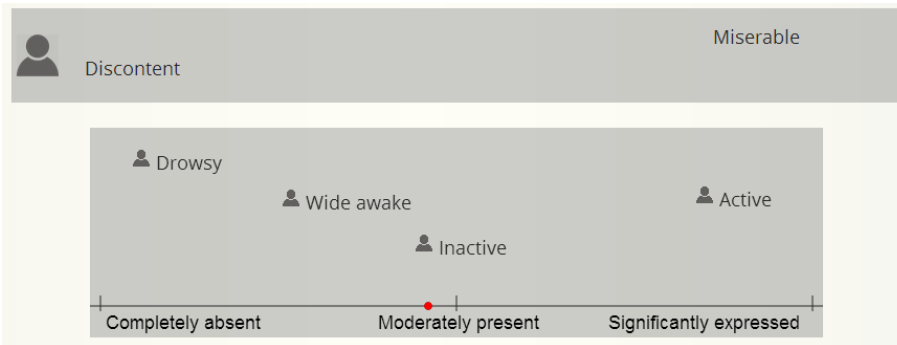 Miserable
Discontent
Drowsy
Wide awake
Active
Inactive
Completely absent
Moderately present
Significantly expressed